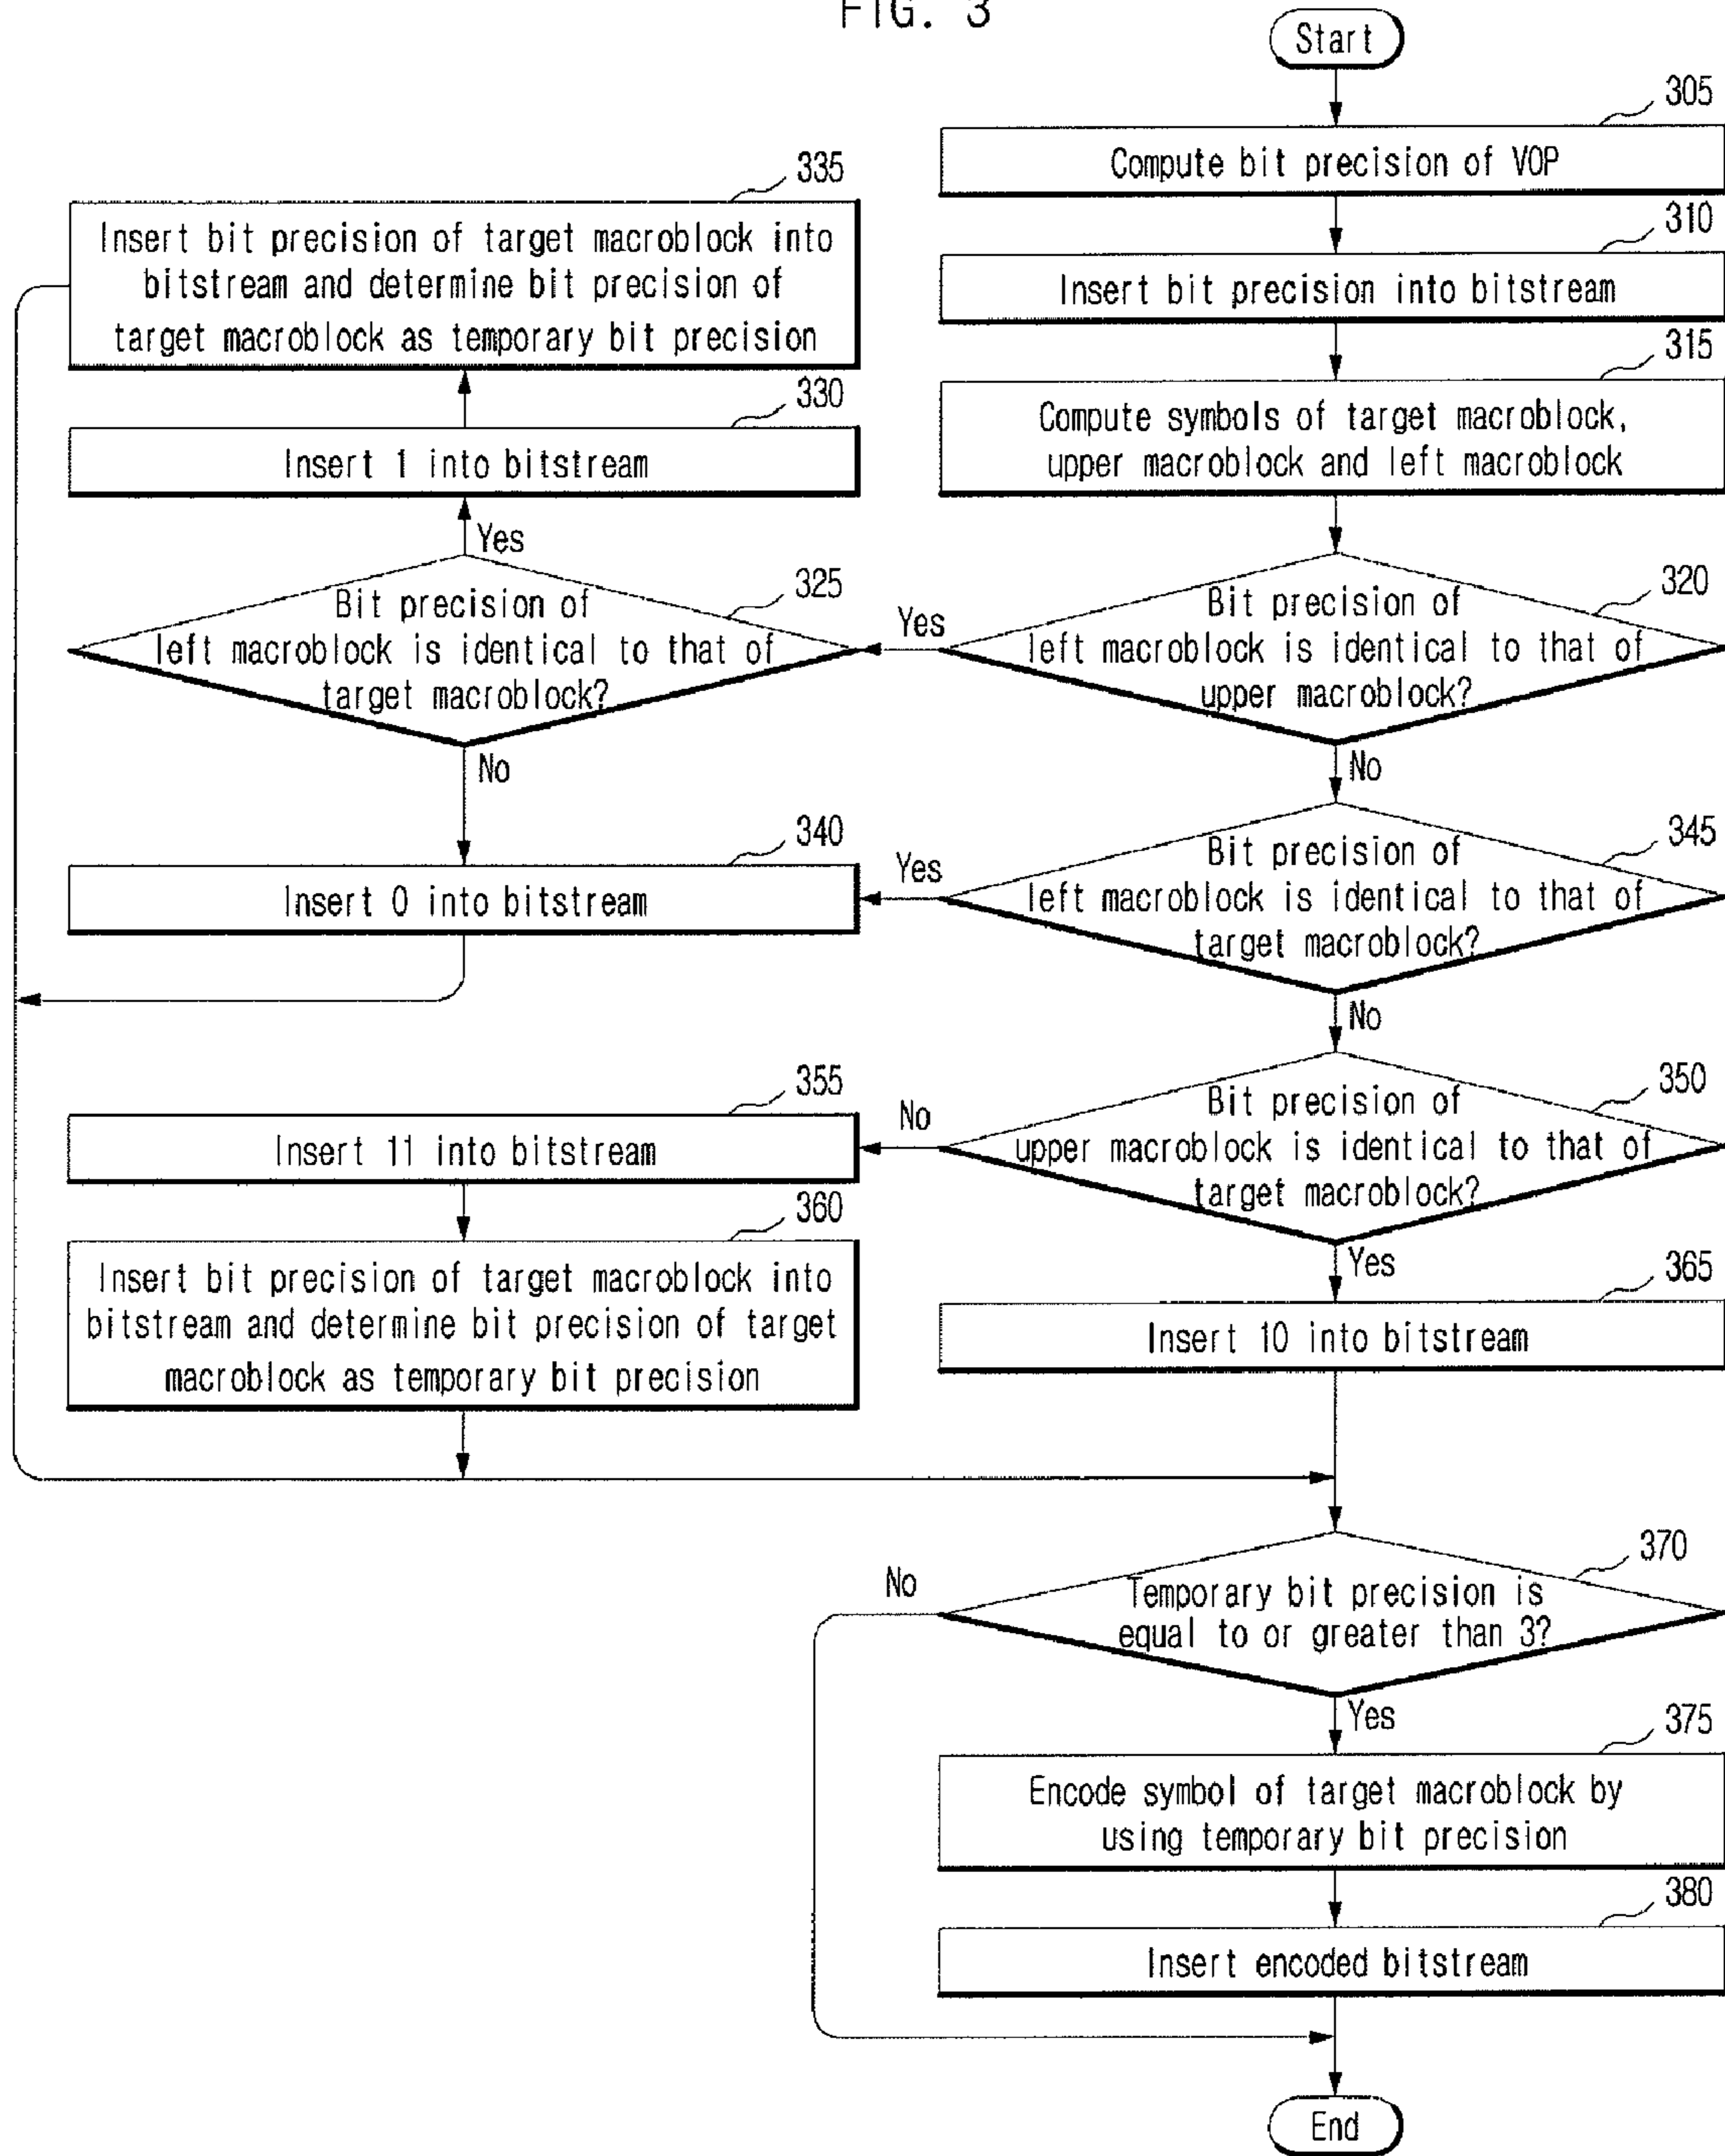 FIG. 3
Start
305
Compute bit precision of VOP
310
Insert bit precision into bitstream
315
Compute symbols of target macroblock,
upper macroblock and left macroblock
320
Bit precision of
left macroblock is identical to that of
upper macroblock?
Yes
No
325
Bit precision of
left macroblock is identical to that of
target macroblock?
Yes
No
330
Insert 1 into bitstream
335
Insert bit precision of target macroblock into
bitstream and determine bit precision of
target macroblock as temporary bit precision
340
Insert 0 into bitstream
345
Bit precision of
left macroblock is identical to that of
target macroblock?
Yes
No
350
Bit precision of
upper macroblock is identical to that of
target macroblock?
No
Yes
355
Insert 11 into bitstream
360
Insert bit precision of target macroblock into
bitstream and determine bit precision of target
macroblock as temporary bit precision
365
Insert 10 into bitstream
370
Temporary bit precision is
equal to or greater than 3?
No
Yes
375
Encode symbol of target macroblock by
using temporary bit precision
380
Insert encoded bitstream
End